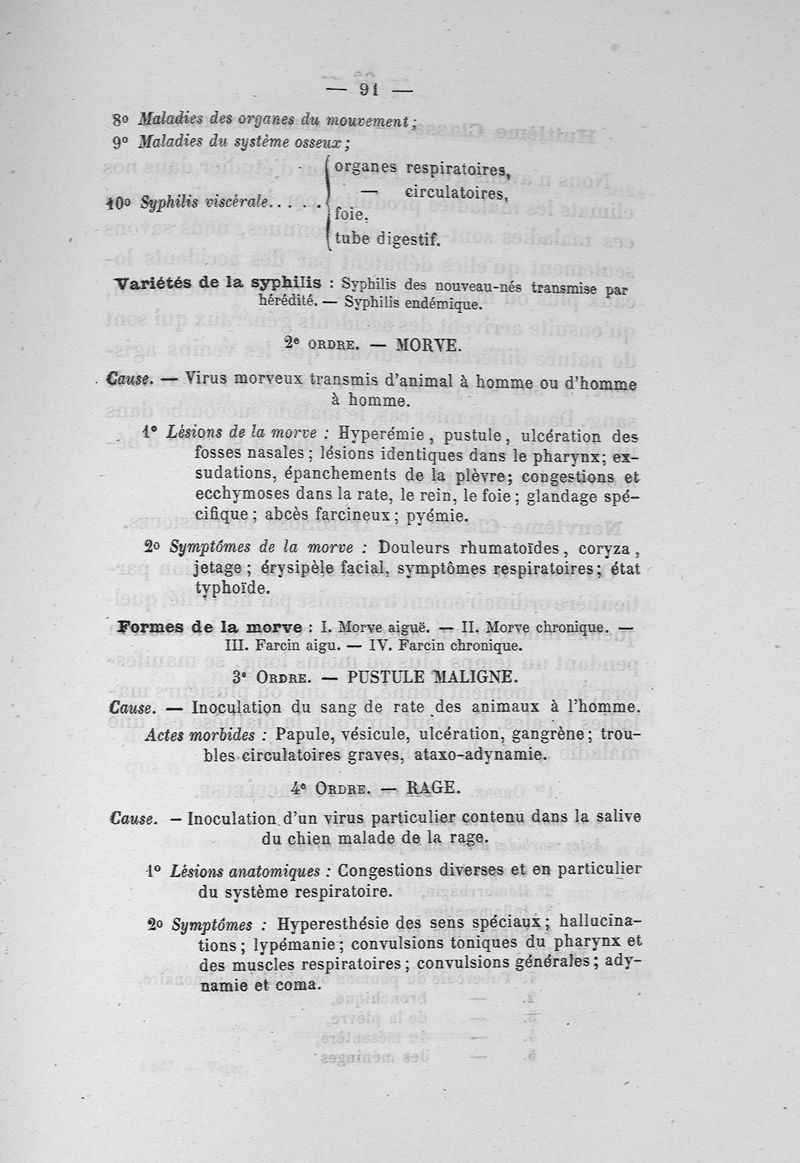 — 91 —
8º Maladies des organes du mouvement;
9º Maladies du système osseux;
10º Syphilis viscérale. . . . . { organes respiratoires,
— circulatoires,
foie,
tube digestif.
Variétés de la syphilis : Syphilis des nouveau-nés transmise par
hérédité. — Syphilis endémique.
2e ORDRE. — MORVE.
Cause. — Virus morveux transmis d'animal à homme ou d'homme
à homme.
1º Lésions de la morve : Hyperémie, pustule, ulcération des
fosses nasales; lésions identiques dans le pharynx; ex-
sudations, épanchements de la plèvre; congestions et
ecchymoses dans la rate, le rein, le foie; glandage spé-
cifique; abcès farcineux; pyémie.
2º Symptômes de la morve : Douleurs rhumatoïdes, coryza,
jetage; érysipèle facial, symptômes respiratoires; état
typhoïde.
Formes de la morve : I. Morve aiguë. — II. Morve chronique. —
III. Farcin aigu. — IV. Farcin chronique.
3e ORDRE. — PUSTULE MALIGNE.
Cause. — Inoculation du sang de rate des animaux à l'homme.
Actes morbides : Papule, vésicule, ulcération, gangrène; trou-
bles circulatoires graves, ataxo-adynamie.
4e ORDRE. — RAGE.
Cause. — Inoculation d'un virus particulier contenu dans la salive
du chien malade de la rage.
1º Lésions anatomiques : Congestions diverses et en particulier
du système respiratoire.
2º Symptômes : Hyperesthésie des sens spéciaux; hallucina-
tions; lypémanie; convulsions toniques du pharynx et
des muscles respiratoires; convulsions générales; ady-
namie et coma.